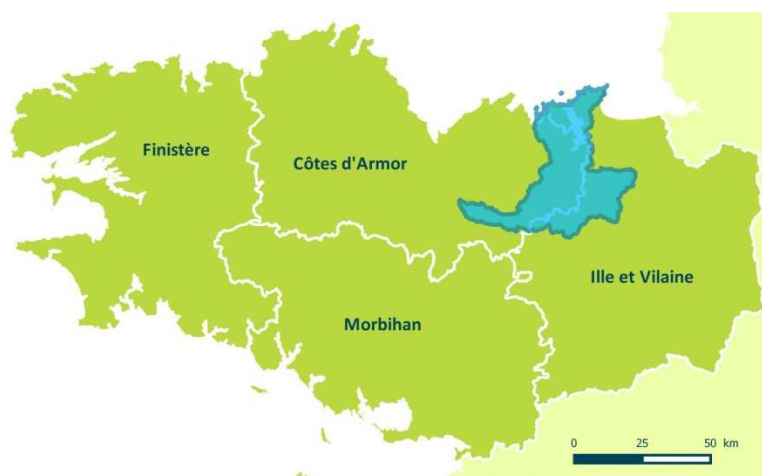 Finistère
Côtes d'Armor
Ille et Vilaine
Morbihan
0 25 50 km